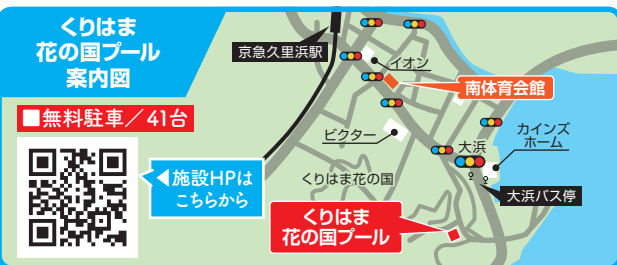 くりはま
花の国プール
案内図
■無料駐車／41台
◀施設HPは
こちらから
京急久里浜駅
イオン
南体育会館
ビクター
大浜
カインズ
ホーム
くりはま花の国
大浜バス停
くりはま
花の国プール